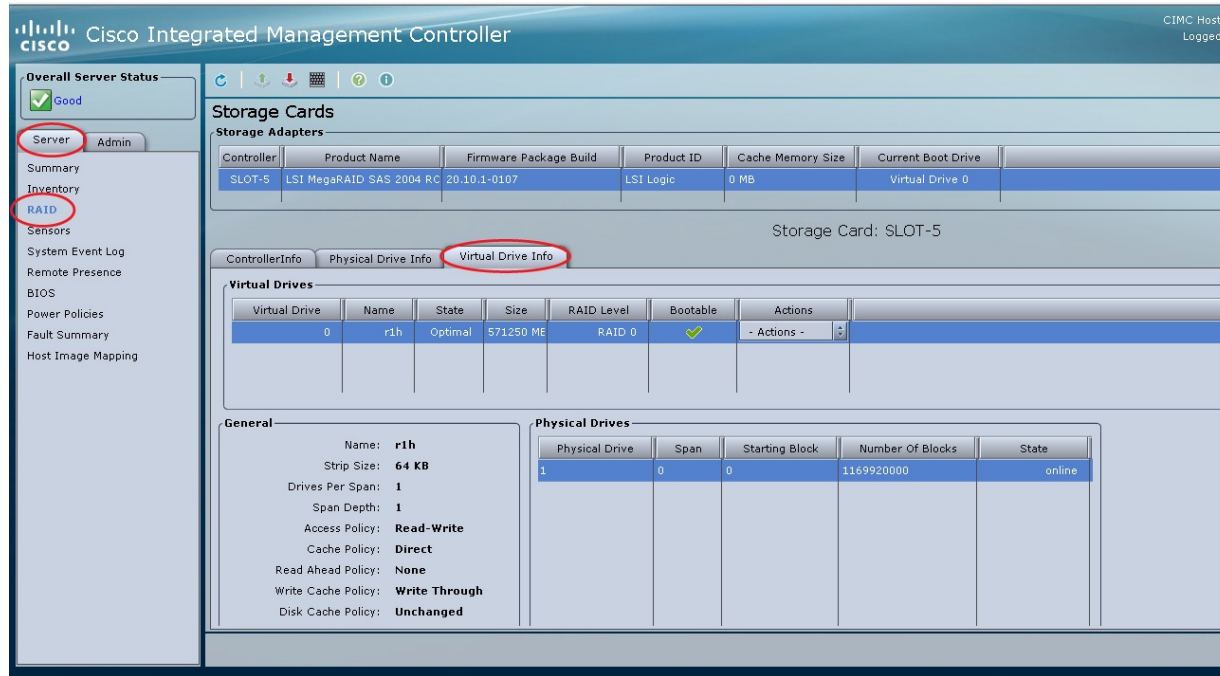 CISCO Cisco Integrated Management Controller
CIMC Host
Logged
Overall Server Status
Good
Server Admin
Summary
Inventory
RAID
Sensors
System Event Log
Remote Presence
BIOS
Power Policies
Fault Summary
Host Image Mapping
Storage Cards
Storage Adapters
Controller Product Name Firmware Package Build Product ID Cache Memory Size Current Boot Drive
SLOT-5 LSI MegaRAID SAS 2004 RC 20.10.1-0107 LSI Logic 0 MB Virtual Drive 0
Storage Card: SLOT-5
ControllerInfo Physical Drive Info Virtual Drive Info
Virtual Drives
Virtual Drive Name State Size RAID Level Bootable Actions
0 r1h Optimal 571250 ME RAID 0 - Actions -
General
Name: r1h
Strip Size: 64 KB
Drives Per Span: 1
Span Depth: 1
Access Policy: Read-Write
Cache Policy: Direct
Read Ahead Policy: None
Write Cache Policy: Write Through
Disk Cache Policy: Unchanged
Physical Drives
Physical Drive Span Starting Block Number Of Blocks State
1 0 0 1169920000 online